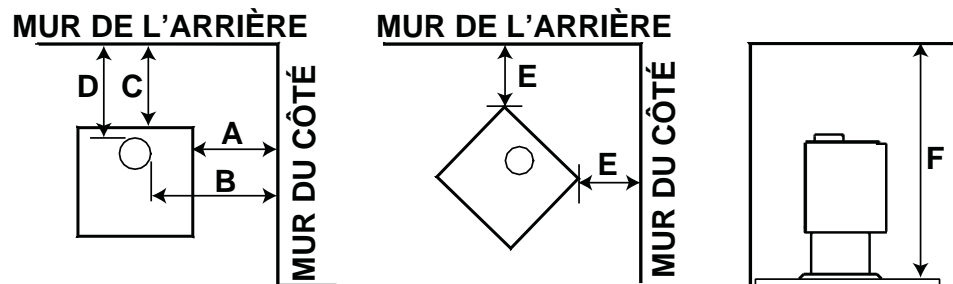 MUR DE L'ARRIÈRE
D
C
A
B
MUR DU CÔTÉ
MUR DE L'ARRIÈRE
E
E
MUR DU CÔTÉ
F